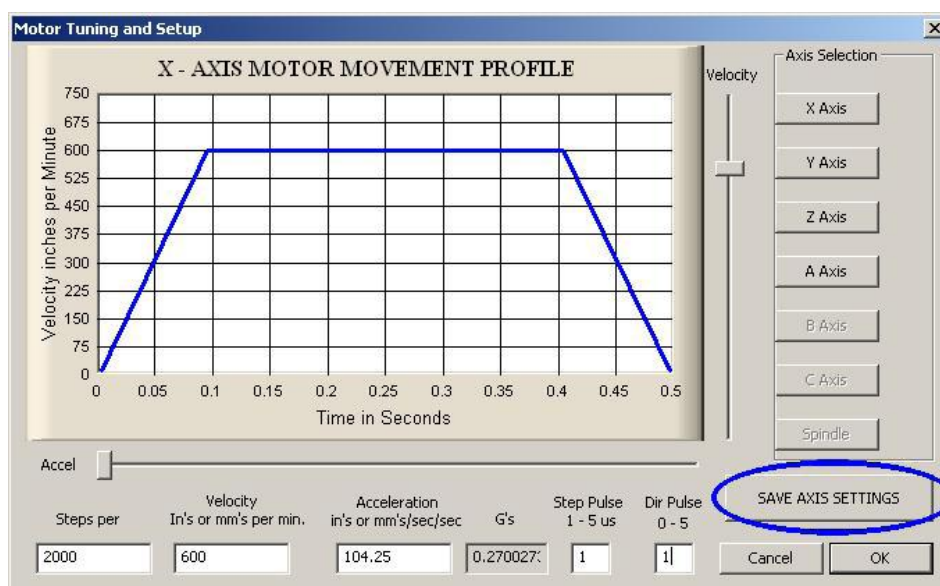 Motor Tuning and Setup
X - AXIS MOTOR MOVEMENT PROFILE
Velocity inches per Minute
750
675
600
525
450
375
300
225
150
75
0
0 0.05 0.1 0.15 0.2 0.25 0.3 0.35 0.4 0.45 0.5
Time in Seconds
Velocity
Axis Selection
X Axis
Y Axis
Z Axis
A Axis
B Axis
C Axis
Spindle
Accel
SAVE AXIS SETTINGS
Steps per
2000
Velocity
In's or mm's per min.
600
Acceleration
in's or mm's/sec/sec
104.25
G's
0.270027
Step Pulse
1 - 5 us
1
Dir Pulse
0 - 5
1
Cancel
OK